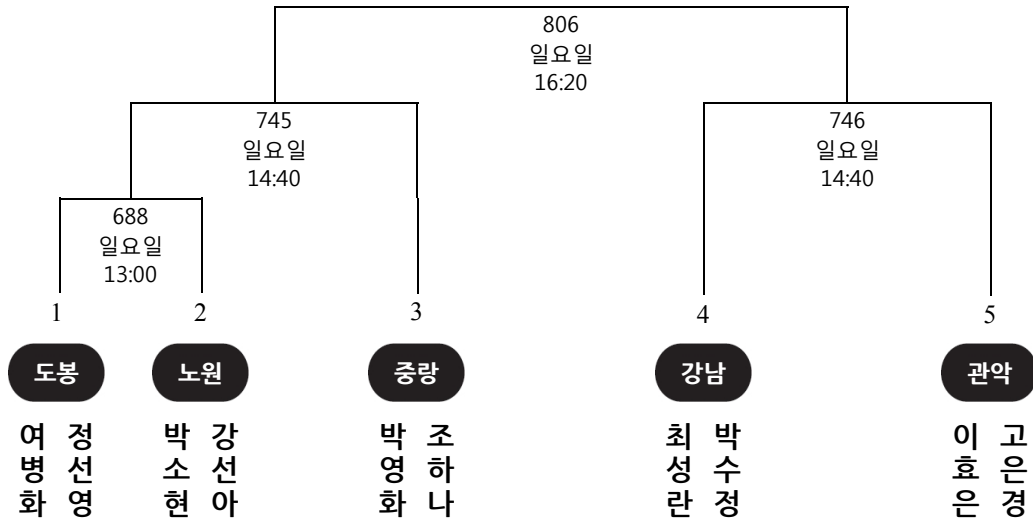 806
일요일
16:20
745
일요일
14:40
746
일요일
14:40
688
일요일
13:00
1
2
3
4
5
도봉
노원
중랑
강남
관악
여병화
정선영
박소현
강선아
박영화
조하나
최성란
박수정
이효은
고은경